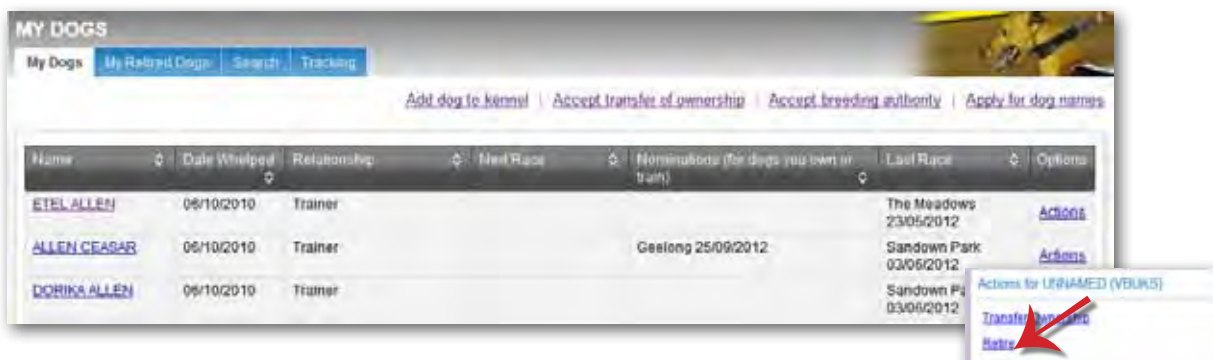 MY DOGS
My Dogs My Retired Dogs Search Tracking
Add dog to kennel | Accept transfer of ownership | Accept breeding authority | Apply for dog names
Name Date Whelped Relationship Next Race Nominations (for dogs you own or train) Last Race Options
ETEL ALLEN 06/10/2010 Trainer The Meadows 23/05/2012 Actions
ALLEN CEASAR 06/10/2010 Trainer Geelong 25/09/2012 Sandown Park 03/06/2012 Actions
DORIKA ALLEN 06/10/2010 Trainer Sandown Pa 03/06/2012
Actions for UNNAMED (VBUKS)
Transfer Ownership
Retire